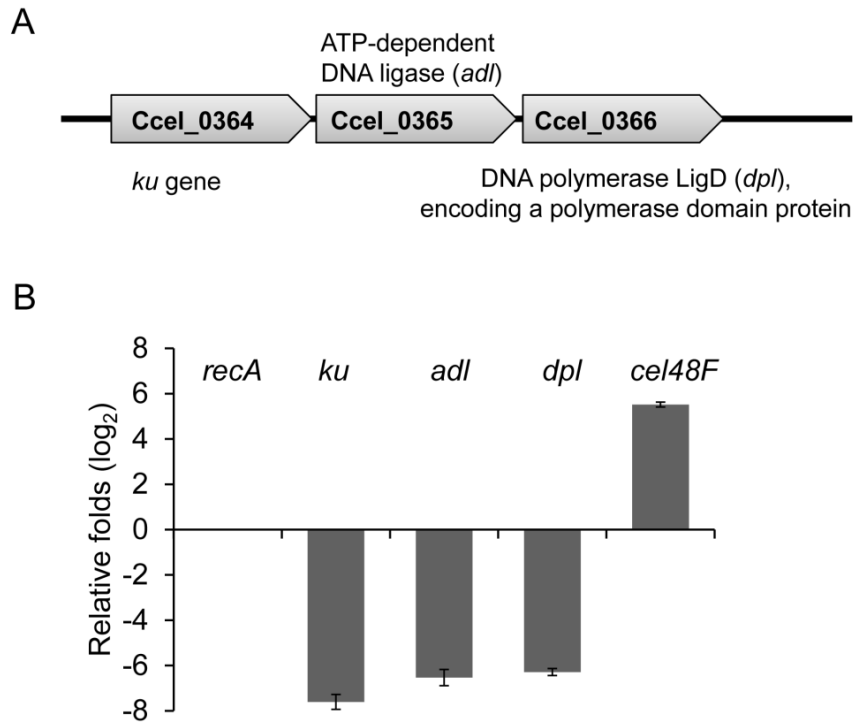 A
ATP-dependent
DNA ligase (adl)
Ccel_0364
Ccel_0365
Ccel_0366
ku gene
DNA polymerase LigD (dpl),
encoding a polymerase domain protein
B
Relative folds (log2)
8
6
4
2
0
-2
-4
-6
-8
recA
ku
adl
dpl
cel48F